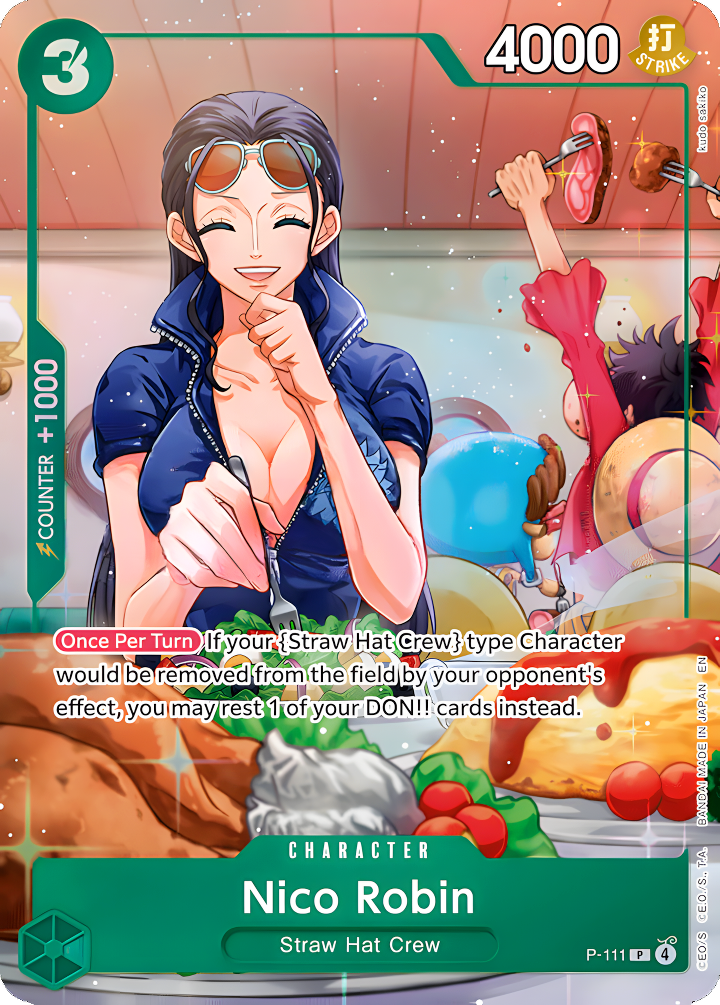 3
4000
打
STRIKE
kudo sakiko
COUNTER +1000
Once Per Turn If your {Straw Hat Crew} type Character
would be removed from the field by your opponent's
effect, you may rest 1 of your DON!! cards instead.
CHARACTER
Nico Robin
Straw Hat Crew
P-111 P 4
©E.O./S., T.A. BANDAI MADE IN JAPAN EN
©EO/S